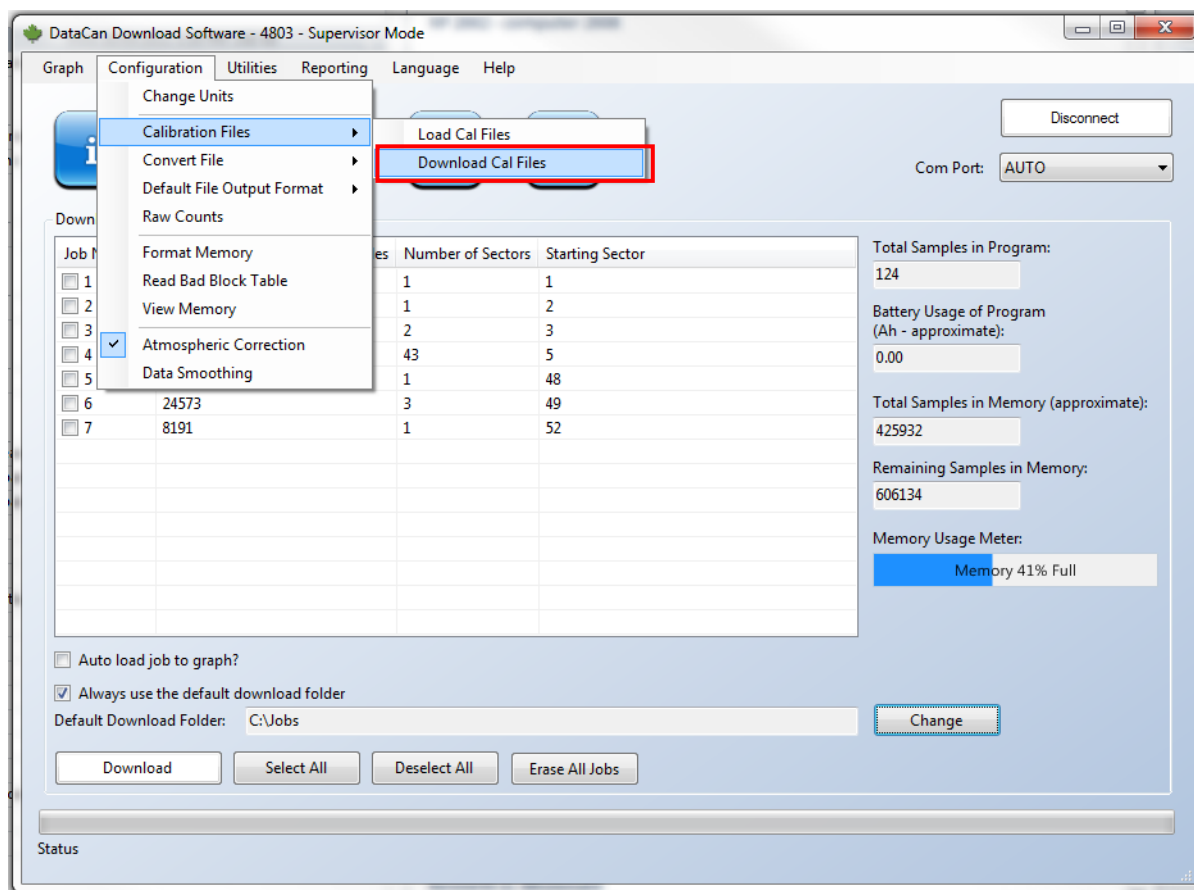 DataCan Download Software - 4803 - Supervisor Mode
Graph Configuration Utilities Reporting Language Help
Change Units
Calibration Files
Load Cal Files
Download Cal Files
Convert File
Default File Output Format
Raw Counts
Format Memory
Read Bad Block Table
View Memory
Atmospheric Correction
Data Smoothing
Disconnect
Com Port: AUTO
Down
Job N es Number of Sectors Starting Sector
1 1 1
2 1 2
3 2 3
4 43 5
5 1 48
6 24573 3 49
7 8191 1 52
Total Samples in Program:
124
Battery Usage of Program
(Ah - approximate):
0.00
Total Samples in Memory (approximate):
425932
Remaining Samples in Memory:
606134
Memory Usage Meter:
Memory 41% Full
Auto load job to graph?
Always use the default download folder
Default Download Folder: C:\Jobs Change
Download Select All Deselect All Erase All Jobs
Status